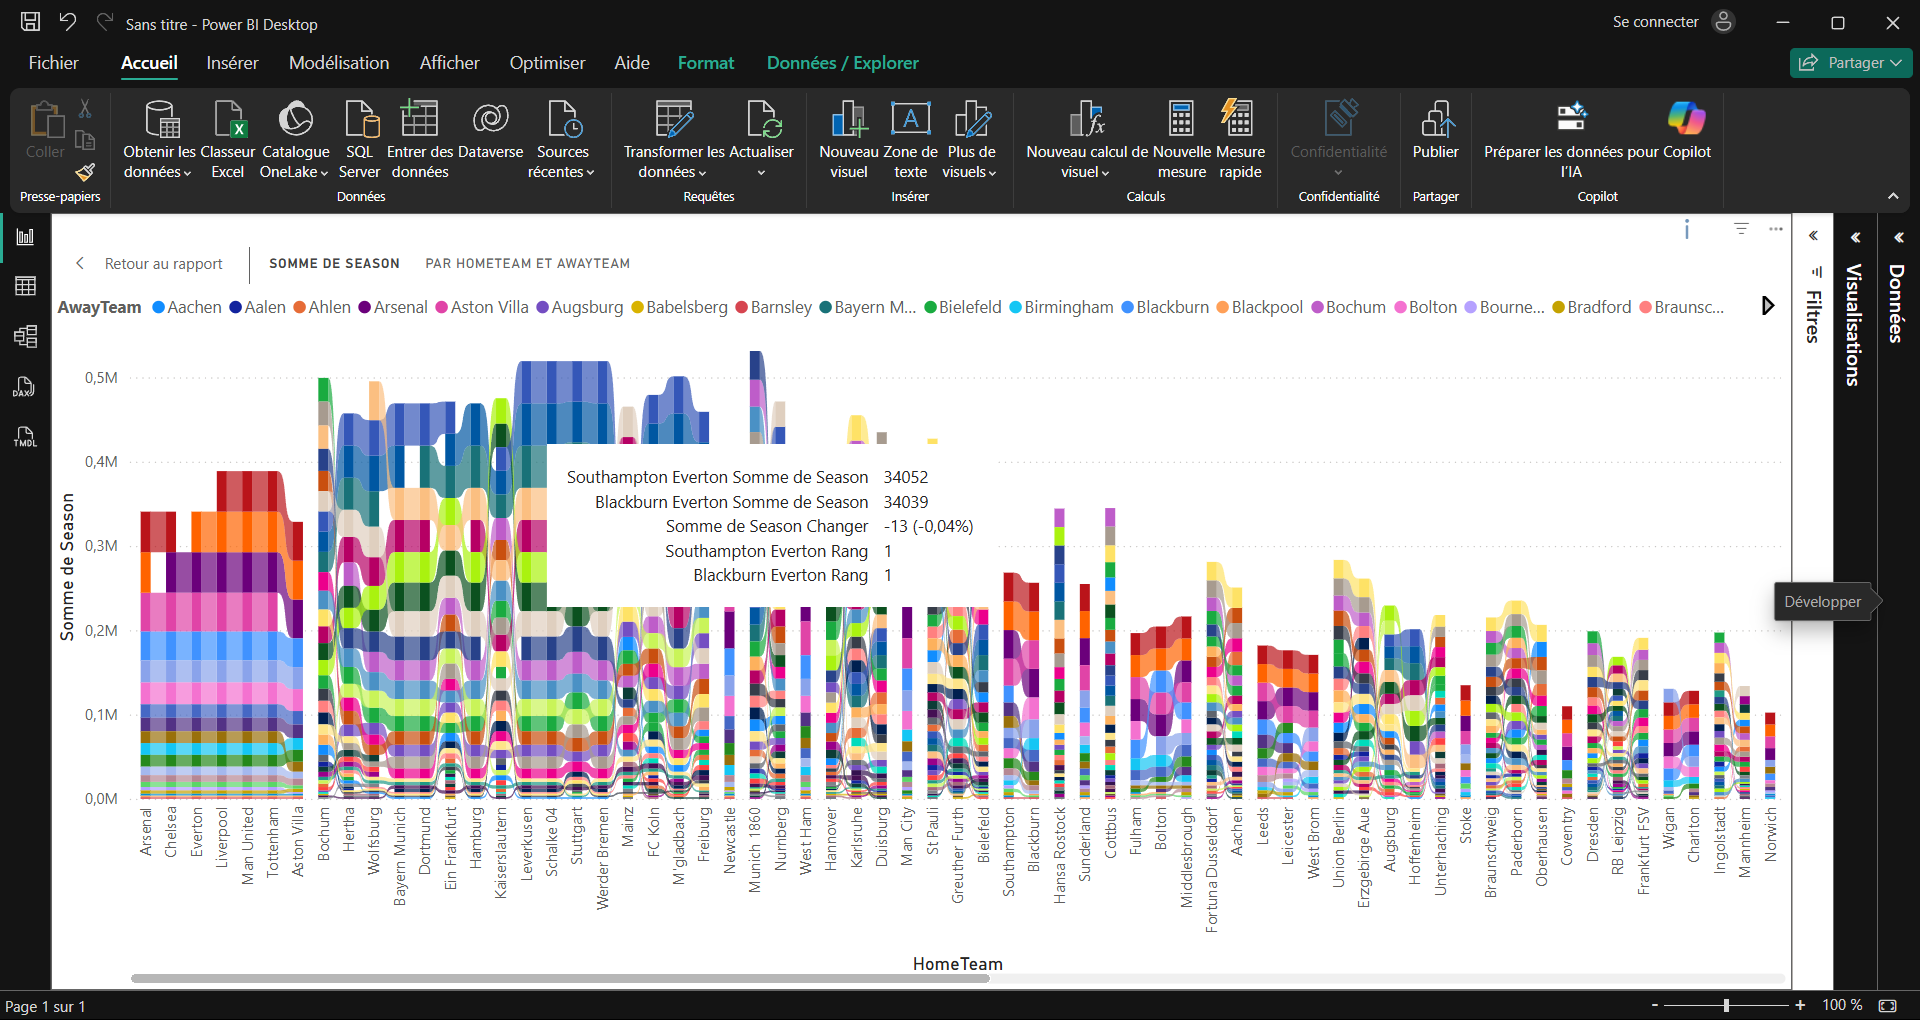 Sans titre - Power BI Desktop
Se connecter
Fichier Accueil Insérer Modélisation Afficher Optimiser Aide Format Données / Explorer
Partager
Coller
Obtenir les données
Classeur Excel
Catalogue OneLake
SQL Server
Entrer des données
Dataverse
Sources récentes
Transformer les données
Actualiser
Nouveau visuel
Zone de texte
Plus de visuels
Nouveau calcul de visuel
Nouvelle mesure
Mesure rapide
Confidentialité
Publier
Préparer les données pour l'IA
Copilot
Presse-papiers
Données
Requêtes
Insérer
Calculs
Confidentialité
Partager
Copilot
DAX
TMDL
Retour au rapport
SOMME DE SEASON
PAR HOMETEAM ET AWAYTEAM
AwayTeam Aachen Aalen Ahlen Arsenal Aston Villa Augsburg Babelsberg Barnsley Bayern M... Bielefeld Birmingham Blackburn Blackpool Bochum Bolton Bourne... Bradford Braunsc...
Filtres
Visualisations
Données
Somme de Season
0,5M
0,4M
0,3M
0,2M
0,1M
0,0M
Southampton Everton Somme de Season 34052
Blackburn Everton Somme de Season 34039
Somme de Season Changer -13 (-0,04%)
Southampton Everton Rang 1
Blackburn Everton Rang 1
Développer
Arsenal
Chelsea
Everton
Liverpool
Man United
Tottenham
Aston Villa
Bochum
Hertha
Wolfsburg
Bayern Munich
Dortmund
Ein Frankfurt
Hamburg
Kaiserslautern
Leverkusen
Schalke 04
Stuttgart
Werder Bremen
Mainz
FC Koln
M'gladbach
Freiburg
Newcastle
Munich 1860
Nurnberg
West Ham
Hannover
Karlsruhe
Duisburg
Man City
St Pauli
Greuther Furth
Bielefeld
Southampton
Blackburn
Hansa Rostock
Sunderland
Cottbus
Fulham
Bolton
Middlesbrough
Fortuna Dusseldorf
Aachen
Leeds
Leicester
West Brom
Union Berlin
Erzgebirge Aue
Augsburg
Hoffenheim
Unterhaching
Stoke
Braunschweig
Paderborn
Oberhausen
Coventry
Dresden
RB Leipzig
Frankfurt FSV
Wigan
Charlton
Ingolstadt
Mannheim
Norwich
HomeTeam
Page 1 sur 1
- + 100 %